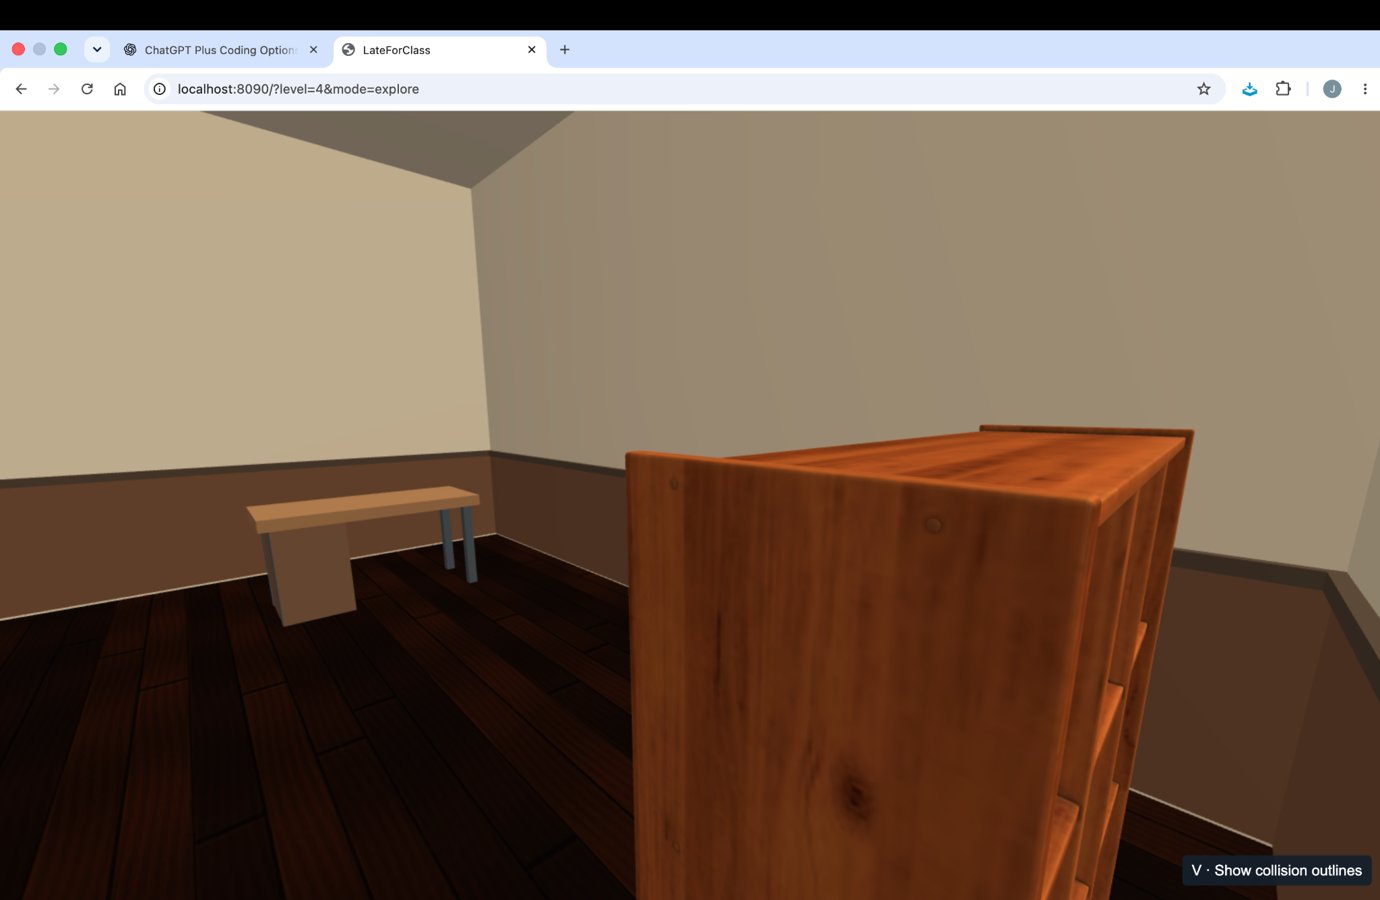 ChatGPT Plus Coding Option
LateForClass
localhost:8090/?level=4&mode=explore
J
V · Show collision outlines